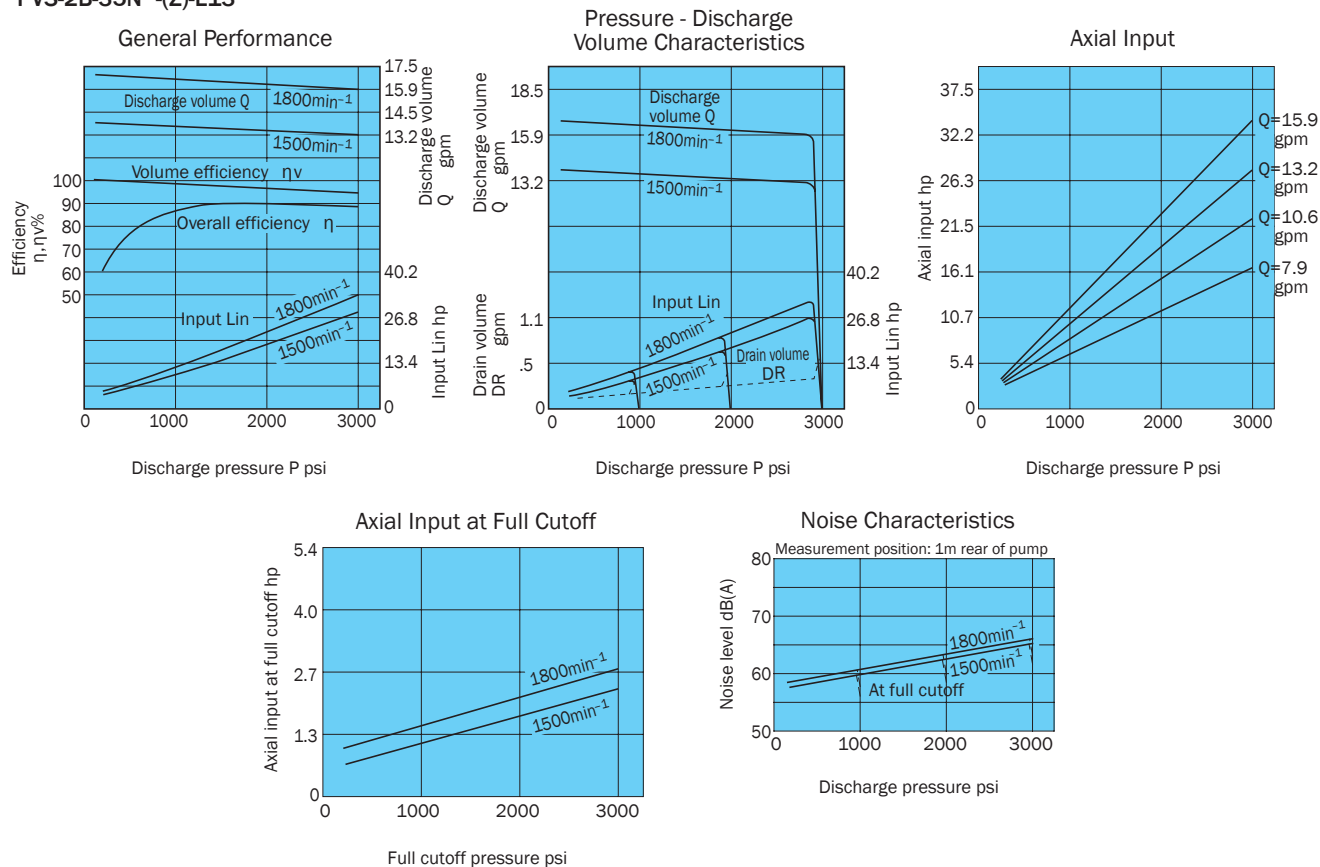 General Performance
17.5
15.9
14.5
13.2
Discharge volume
Q gpm
Discharge volume Q
1800min⁻¹
1500min⁻¹
Volume efficiency ηv
Overall efficiency η
Efficiency
η,ηv%
100
90
80
70
60
50
40.2
26.8
13.4
0
Input Lin hp
Input Lin
1800min⁻¹
1500min⁻¹
0
1000
2000
3000
Discharge pressure P psi
Pressure - Discharge
Volume Characteristics
Discharge volume
Q gpm
18.5
15.9
13.2
Discharge
volume Q
1800min⁻¹
1500min⁻¹
Drain volume
DR gpm
1.1
.5
0
Input Lin
1800min⁻¹
1500min⁻¹
Drain volume
DR
40.2
26.8
13.4
0
Input Lin hp
0
1000
2000
3000
Discharge pressure P psi
Axial Input
Axial input hp
37.5
32.2
26.3
21.5
16.1
10.7
5.4
0
Q=15.9
gpm
Q=13.2
gpm
Q=10.6
gpm
Q=7.9
gpm
0
1000
2000
3000
Discharge pressure P psi
Axial Input at Full Cutoff
Axial input at full cutoff hp
5.4
4.0
2.7
1.3
0
1800min⁻¹
1500min⁻¹
0
1000
2000
3000
Full cutoff pressure psi
Noise Characteristics
Measurement position: 1m rear of pump
Noise level dB(A)
80
70
60
50
1800min⁻¹
1500min⁻¹
At full cutoff
0
1000
2000
3000
Discharge pressure psi